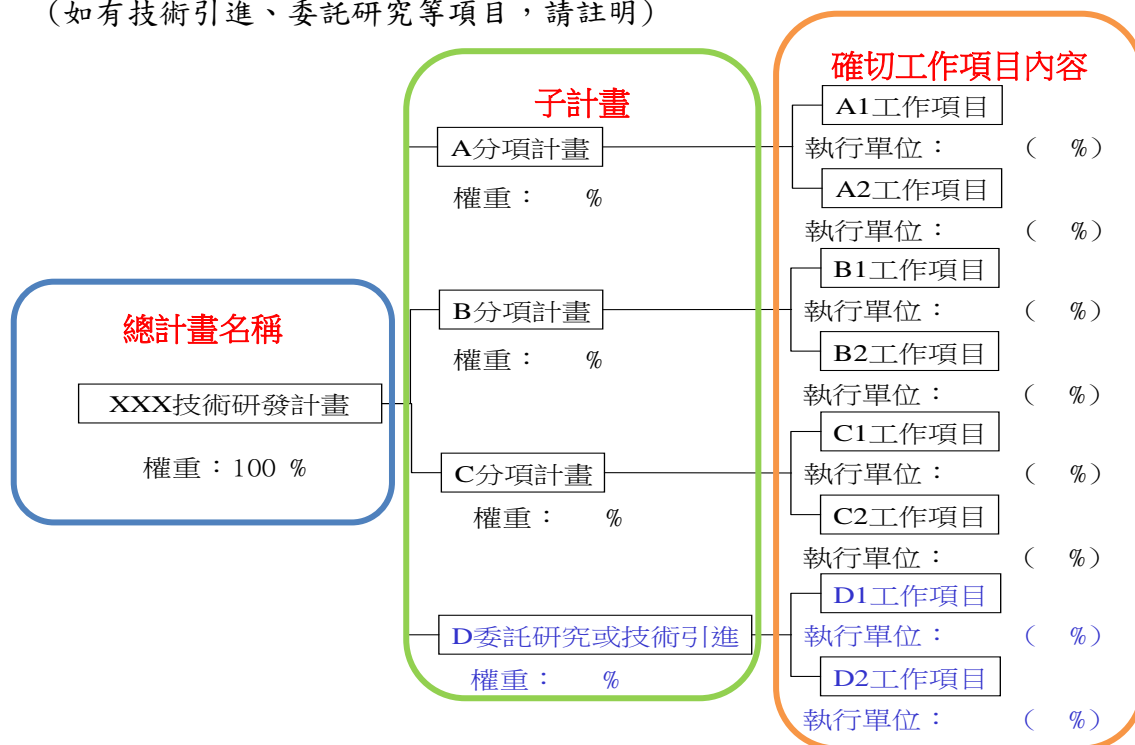 (如有技術引進、委託研究等項目，請註明)
確切工作項目內容
子計畫
A1工作項目
A分項計畫
執行單位： ( %)
A2工作項目
權重： %
執行單位： ( %)
B1工作項目
總計畫名稱
B分項計畫
執行單位： ( %)
B2工作項目
權重： %
執行單位： ( %)
XXX技術研發計畫
C1工作項目
權重：100 %
C分項計畫
執行單位： ( %)
C2工作項目
權重： %
執行單位： ( %)
D1工作項目
D委託研究或技術引進
執行單位： ( %)
D2工作項目
權重： %
執行單位： ( %)